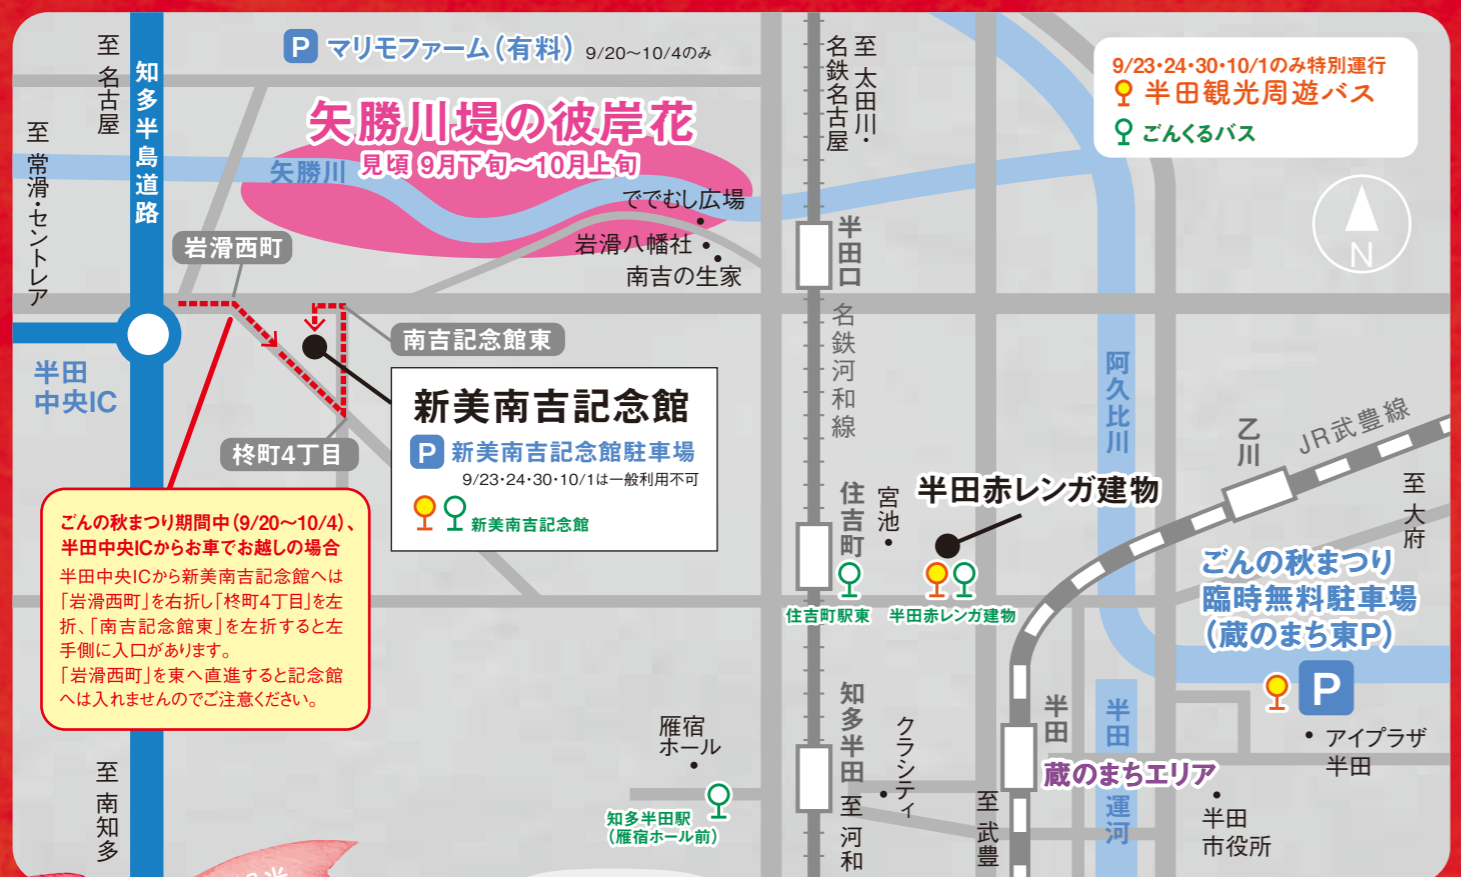 至 名古屋
知多半島道路
至 常滑・セントレア
P マリモファーム（有料） 9/20〜10/4のみ
矢勝川堤の彼岸花
見頃 9月下旬〜10月上旬
矢勝川
ででむし広場
岩滑八幡社
南吉の生家
岩滑西町
至 太田川・
名鉄名古屋
半田口
名鉄河和線
9/23・24・30・10/1のみ特別運行
半田観光周遊バス
ごんくるバス
N
半田
中央IC
南吉記念館東
新美南吉記念館
P 新美南吉記念館駐車場
9/23・24・30・10/1は一般利用不可
新美南吉記念館
柊町4丁目
ごんの秋まつり期間中（9/20〜10/4）、
半田中央ICからお車でお越しの場合
半田中央ICから新美南吉記念館へは
「岩滑西町」を右折し「柊町4丁目」を左
折、「南吉記念館東」を左折すると左
手側に入口があります。
「岩滑西町」を東へ直進すると記念館
へは入れませんのでご注意ください。
阿久比川
乙川
JR武豊線
至 大府
住吉町
宮池
半田赤レンガ建物
住吉町駅東
半田赤レンガ建物
ごんの秋まつり
臨時無料駐車場
（蔵のまち東P）
P
アイプラザ
半田
知多半田
クラシティ
半田
半田運河
蔵のまちエリア
半田
市役所
雁宿
ホール
知多半田駅
（雁宿ホール前）
至 河和
至 武豊
至 南知多